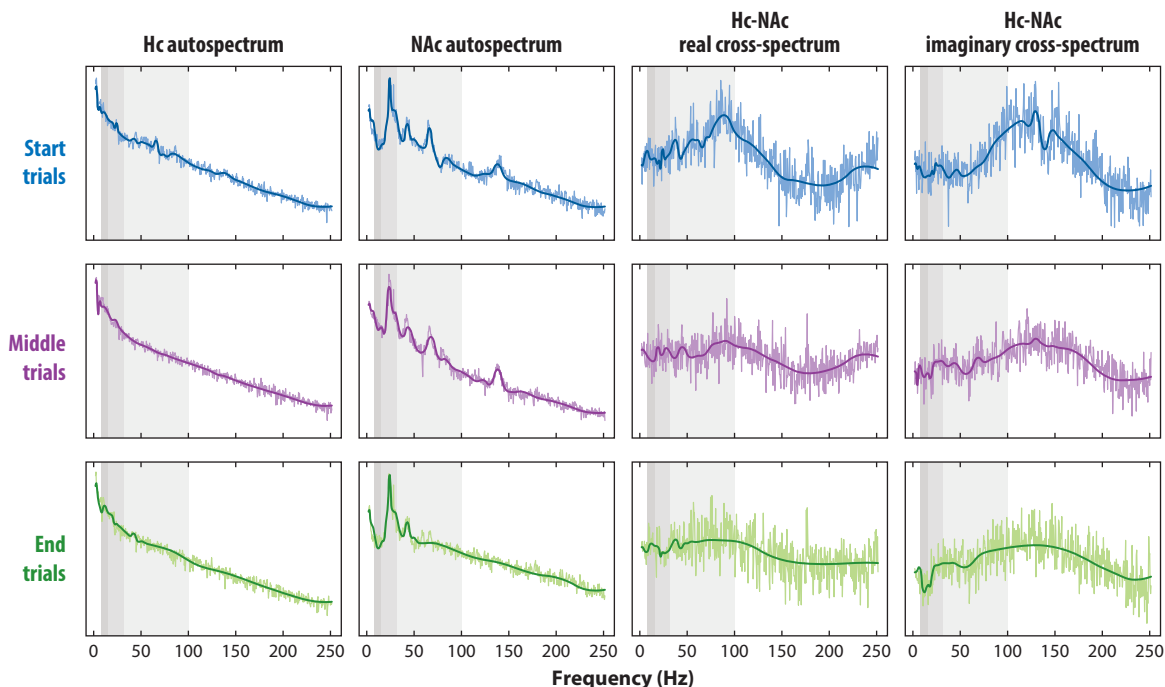 Hc autospectrum
NAc autospectrum
Hc-NAc
real cross-spectrum
Hc-NAc
imaginary cross-spectrum
Start
trials
Middle
trials
End
trials
0 50 100 150 200 250
0 50 100 150 200 250
0 50 100 150 200 250
0 50 100 150 200 250
Frequency (Hz)